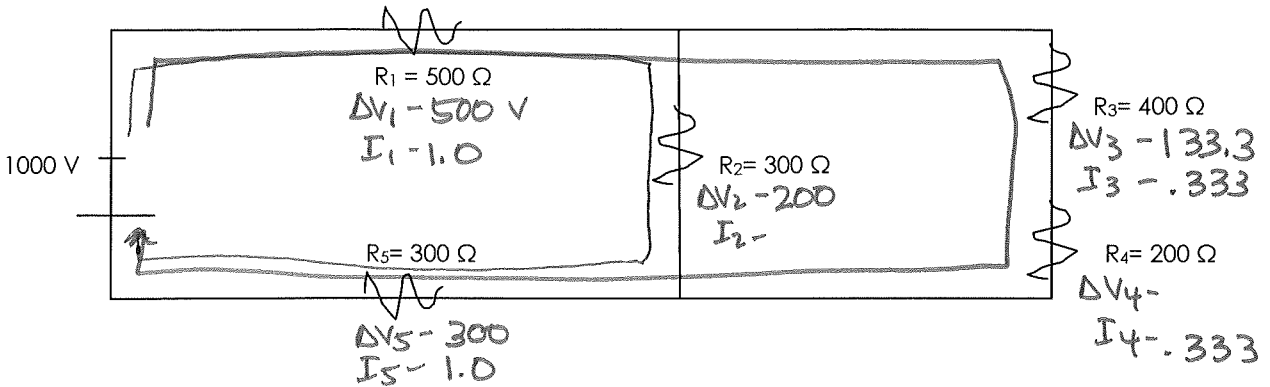 R1 = 500 Ω
ΔV1 - 500 V
I1 - 1.0
1000 V
R2= 300 Ω
ΔV2 - 200
I2 -
R3= 400 Ω
ΔV3 - 133.3
I3 - .333
R4= 200 Ω
ΔV4 -
I4 - .333
R5= 300 Ω
ΔV5 - 300
I5 - 1.0